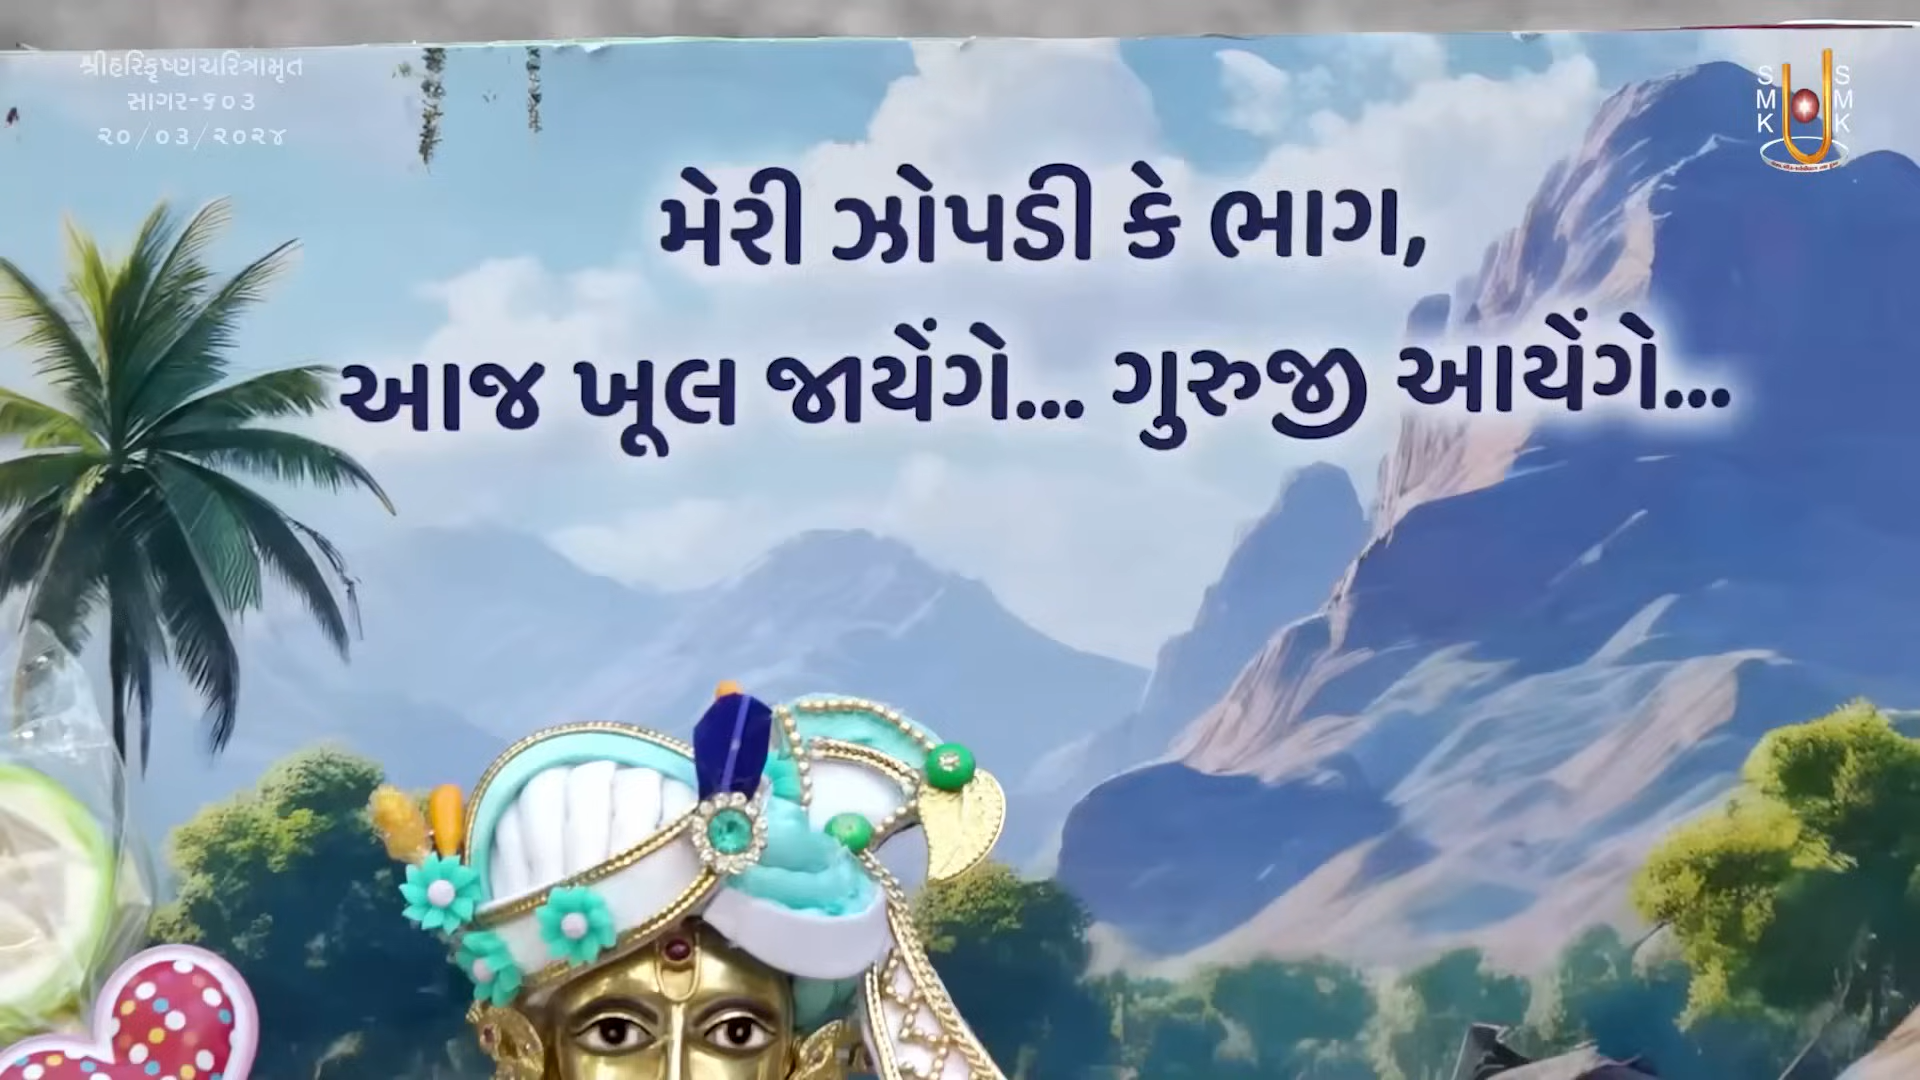 શ્રીહરિકૃષ્ણચરિત્રામૃત
સાગર-૬૦૩
૨૦/૦૩/૨૦૨૪
S S
M M
K K
મેરી ઝોપડી કે ભાગ,
આજ ખૂલ જાયેંગે... ગુરુજી આયેંગે...